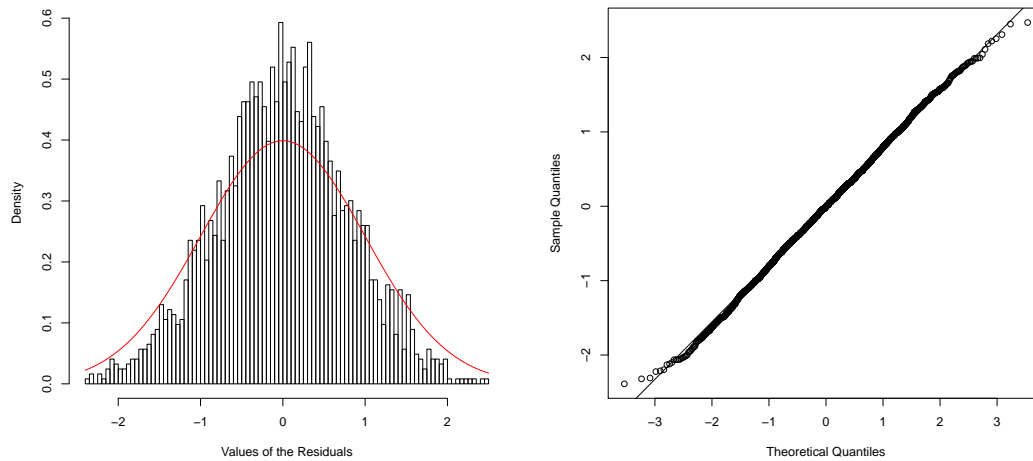 0.6
0.5
0.4
0.3
0.2
0.1
0.0
Density
−2 −1 0 1 2
Values of the Residuals
2
1
0
−1
−2
Sample Quantiles
−3 −2 −1 0 1 2 3
Theoretical Quantiles